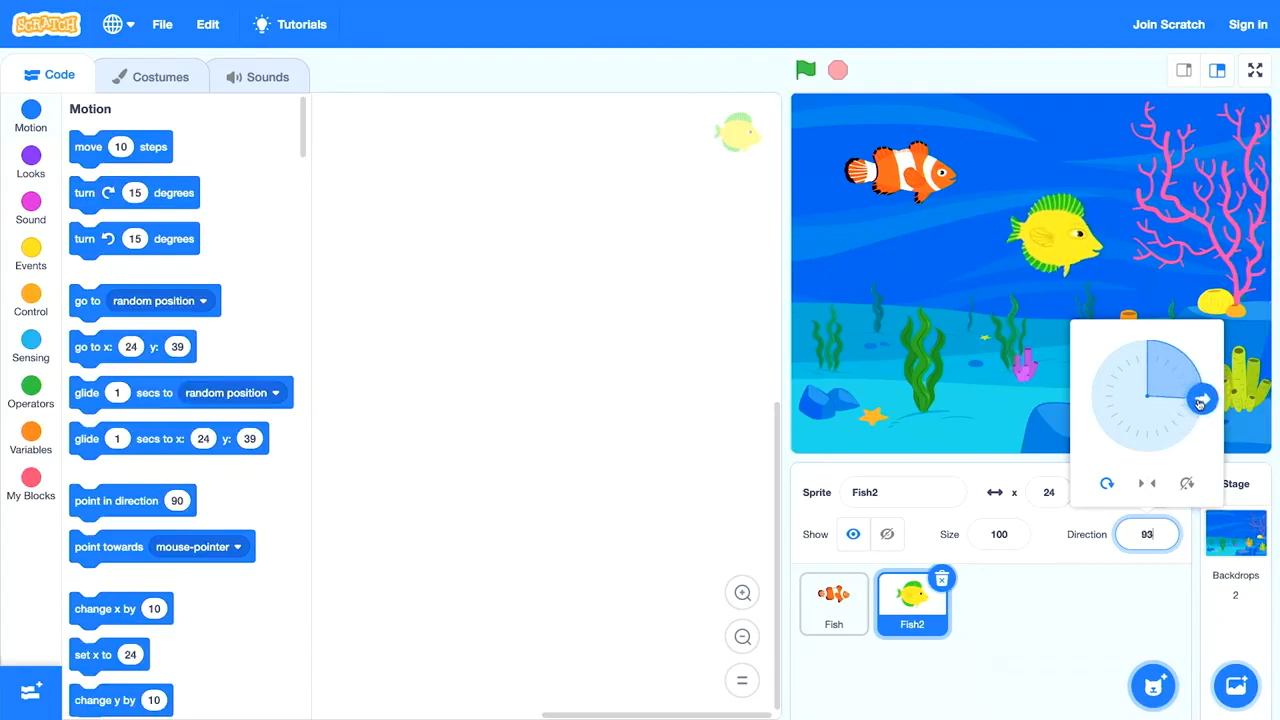 SCRATCH File Edit Tutorials Join Scratch Sign in
Code Costumes Sounds
Motion
Looks
Sound
Events
Control
Sensing
Operators
Variables
My Blocks
Motion
move 10 steps
turn 15 degrees
turn 15 degrees
go to random position
go to x: 24 y: 39
glide 1 secs to random position
glide 1 secs to x: 24 y: 39
point in direction 90
point towards mouse-pointer
change x by 10
set x to 24
change y by 10
Sprite Fish2 x 24
Show Size 100 Direction 93
Fish
Fish2
Stage
Backdrops
2